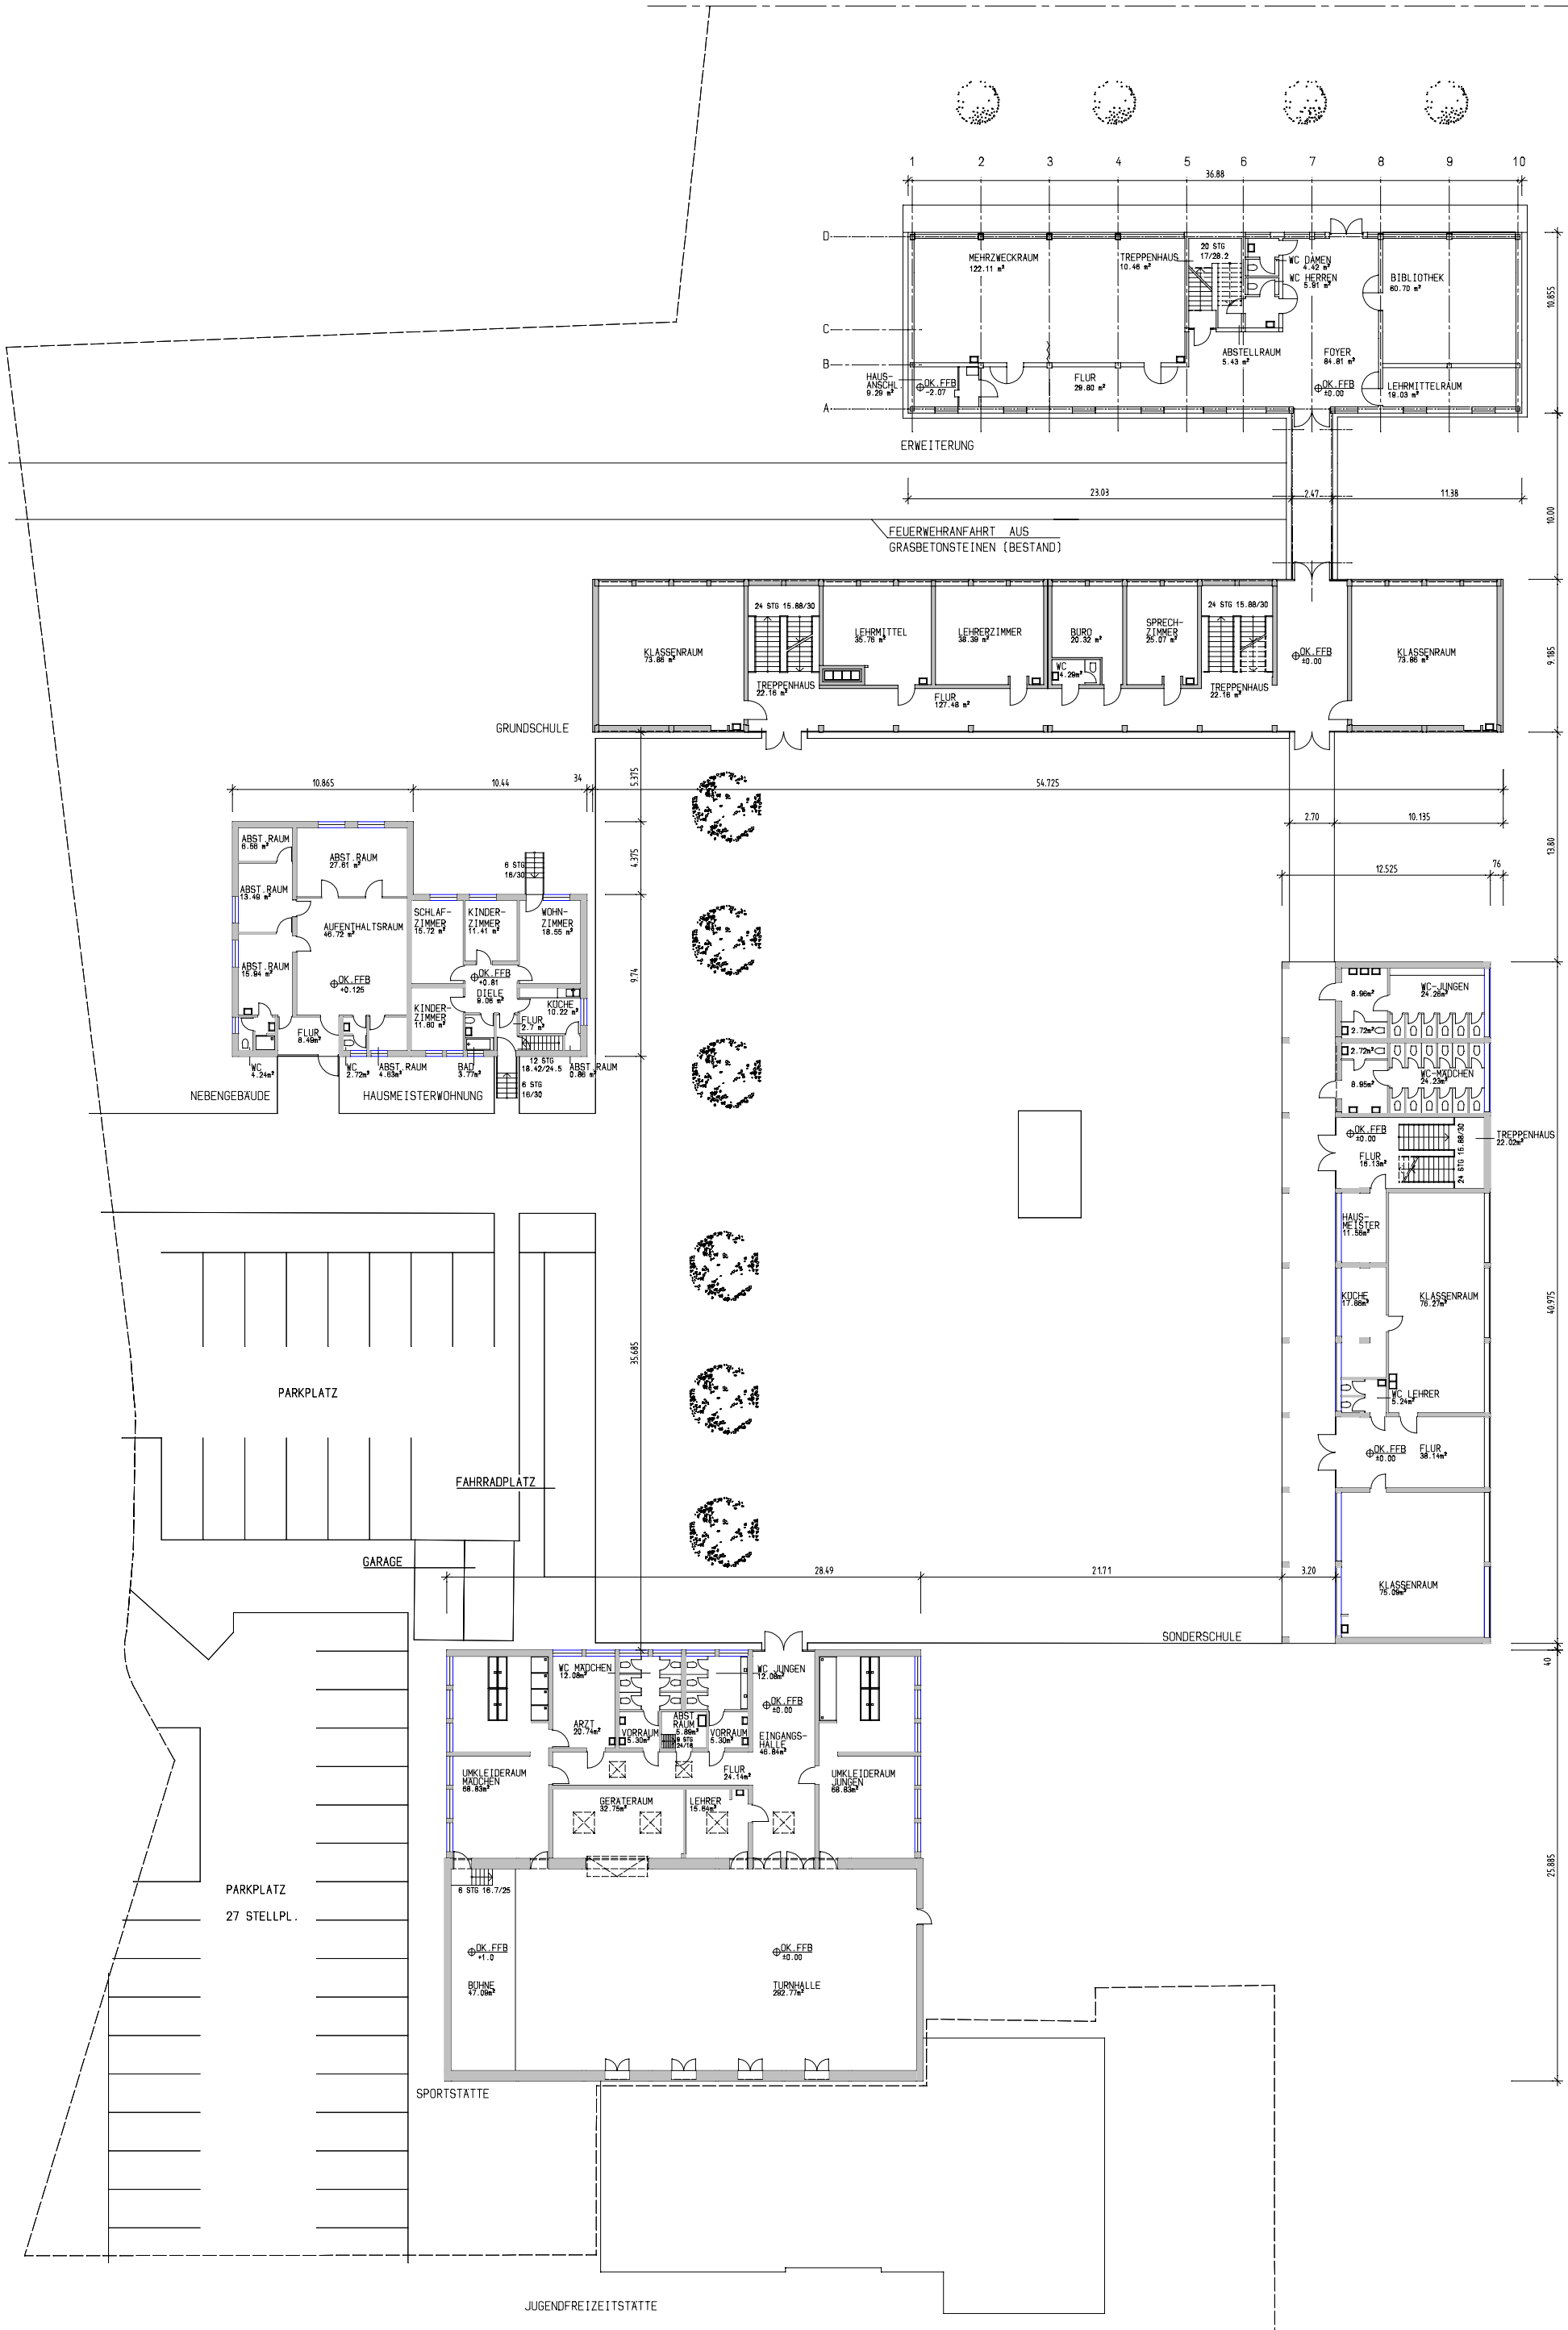 1 2 3 4 5 6 7 8 9 10
36.88
D
C
B
A
MEHRZWECKRAUM
122.11 m²
TREPPENHAUS
10.46 m²
20 STG
17/28.2
WC DAMEN
4.42 m²
WC HERREN
5.91 m²
BIBLIOTHEK
60.70 m²
10.855
ABSTELLRAUM
5.43 m²
FOYER
84.81 m²
HAUS-
ANSCHL.
9.29 m²
OK.FFB
-2.07
FLUR
29.80 m²
OK.FFB
±0.00
LEHRMITTELRAUM
19.03 m²
ERWEITERUNG
23.03
2.47
11.38
10.00
FEUERWEHRANFAHRT AUS
GRASBETONSTEINEN (BESTAND)
24 STG 15.88/30
24 STG 15.88/30
KLASSENRAUM
73.86 m²
LEHRMITTEL
35.76 m²
LEHRERZIMMER
38.39 m²
BÜRO
20.32 m²
SPRECH-
ZIMMER
25.07 m²
OK.FFB
±0.00
KLASSENRAUM
73.86 m²
9.185
WC
4.29m²
TREPPENHAUS
22.16 m²
FLUR
127.48 m²
TREPPENHAUS
22.16 m²
GRUNDSCHULE
10.865
10.44
34
5.375
54.725
2.70
10.135
13.80
12.525
76
ABST.RAUM
6.66 m²
ABST.RAUM
27.61 m²
6 STG
16/30
4.375
ABST.RAUM
13.49 m²
AUFENTHALTSRAUM
46.72 m²
SCHLAF-
ZIMMER
15.72 m²
KINDER-
ZIMMER
11.41 m²
WOHN-
ZIMMER
18.55 m²
ABST.RAUM
15.94 m²
OK.FFB
+0.125
OK.FFB
+0.81
DIELE
9.06 m²
9.74
KINDER-
ZIMMER
11.60 m²
KÜCHE
10.22 m²
FLUR
8.49m²
FLUR
2.7 m²
WC
4.24m²
WC
2.72m²
ABST.RAUM
4.63m²
BAD
3.77m²
12 STG
18.42/24.5
ABST.RAUM
0.86 m²
6 STG
16/30
NEBENGEBÄUDE
HAUSMEISTERWOHNUNG
8.96m²
WC-JUNGEN
24.26m²
2.72m²
2.72m²
WC-MÄDCHEN
24.23m²
8.95m²
OK.FFB
±0.00
FLUR
16.13m²
24 STG 15.88/30
TREPPENHAUS
22.02m²
HAUS-
MEISTER
11.56m²
KÜCHE
17.86m²
KLASSENRAUM
76.27m²
40.975
35.685
WC LEHRER
5.24m²
OK.FFB
±0.00
FLUR
38.14m²
KLASSENRAUM
75.09m²
PARKPLATZ
FAHRRADPLATZ
GARAGE
28.49
21.71
3.20
SONDERSCHULE
40
WC MÄDCHEN
12.08m²
WC JUNGEN
12.08m²
ARZT
20.74m²
VORRAUM
5.30m²
ABST.
RAUM
5.89m²
9 STG
24/18
VORRAUM
5.30m²
OK.FFB
±0.00
EINGANGS-
HALLE
46.84m²
UMKLEIDERAUM
MÄDCHEN
68.83m²
FLUR
24.14m²
UMKLEIDERAUM
JUNGEN
68.83m²
GERÄTERAUM
32.75m²
LEHRER
15.64m²
25.885
6 STG 16.7/25
PARKPLATZ
27 STELLPL.
OK.FFB
+1.0
OK.FFB
±0.00
BÜHNE
47.09m²
TURNHALLE
292.77m²
SPORTSTÄTTE
JUGENDFREIZEITSTÄTTE